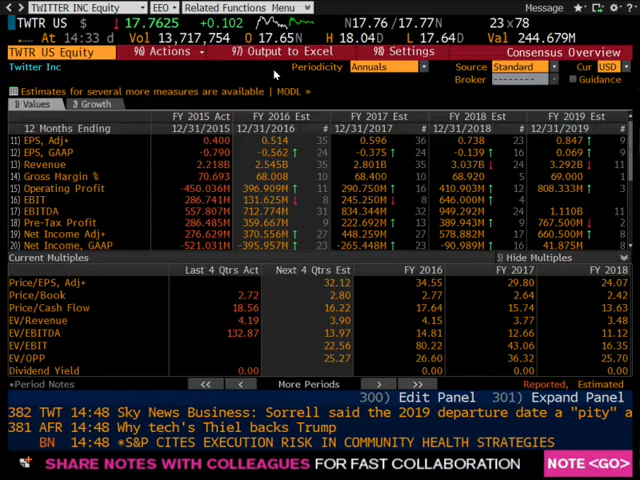 TWITTER INC Equity EEO Related Functions Menu Message
TWTR US $ 17.7625 +0.102 N17.76 / 17.77N 23 x 78
At 14:33 d Vol 13,717,754 O 17.65N H 18.04D L 17.64D Val 244.679M
TWTR US Equity 96) Actions 97) Output to Excel 98) Settings Consensus Overview
Twitter Inc Periodicity Annuals Source Standard Cur USD
Broker Guidance
Estimates for several more measures are available | MODL »
1) Values 2) Growth
FY 2015 Act FY 2016 Est FY 2017 Est FY 2018 Est FY 2019 Est
12 Months Ending 12/31/2015 12/31/2016 # 12/31/2017 # 12/31/2018 # 12/31/2019 #
11) EPS, Adj+ 0.400 0.514 35 0.596 36 0.738 23 0.847↑ 9
12) EPS, GAAP -0.790 -0.562↑ 24 -0.375↑ 24 -0.139↑ 16 0.069↑ 9
13) Revenue 2.218B 2.545B 38 2.801B 38 3.037B↓ 24 3.292B↓ 11
14) Gross Margin % 70.933 68.008 11 68.400 10 68.920 5 69.000 1
15) Operating Profit -450.036M 396.909M↑ 11 290.750M↑ 16 410.903M↑ 12 808.333M↑ 3
16) EBIT 286.741M 131.625M↓ 8 245.250M↓ 8 646.000↑ 4
17) EBITDA 557.807M 712.774M 31 834.344M 32 949.292M 24 1.110B 9
18) Pre-Tax Profit 286.485M 359.667M 9 222.692M↑ 13 389.943M↑ 9 767.500M↓ 2
19) Net Income Adj+ 276.629M 370.556M↑ 27 448.259M 27 578.882M↑ 17 660.500M↑ 8
20) Net Income, GAAP -521.031M -395.957M↑ 24 -265.448M↑ 24 -90.989M 16 41.875M 8
Current Multiples 5) Hide Multiples
Last 4 Qtrs Act Next 4 Qtrs Est FY 2016 FY 2017 FY 2018
Price/EPS, Adj+ 32.12 34.55 29.80 24.07
Price/Book 2.72 2.80 2.77 2.64 2.42
Price/Cash Flow 18.56 16.22 17.64 15.74 13.63
EV/Revenue 4.19 3.90 4.15 3.77 3.48
EV/EBITDA 132.87 13.97 14.81 12.66 11.12
EV/EBIT 22.56 80.22 43.06 16.35
EV/OPP 25.27 26.60 36.32 25.70
Dividend Yield 0.00 0.00
Period Notes << < More Periods > >> Reported, Estimated
300) Edit Panel 301) Expand Panel
382 TWT 14:48 Sky News Business: Sorrell said the 2019 departure date a "pity" a
381 AFR 14:48 Why tech's Thiel backs Trump
BN 14:48 *S&P CITES EXECUTION RISK IN COMMUNITY HEALTH STRATEGIES
SHARE NOTES WITH COLLEAGUES FOR FAST COLLABORATION NOTE <GO>